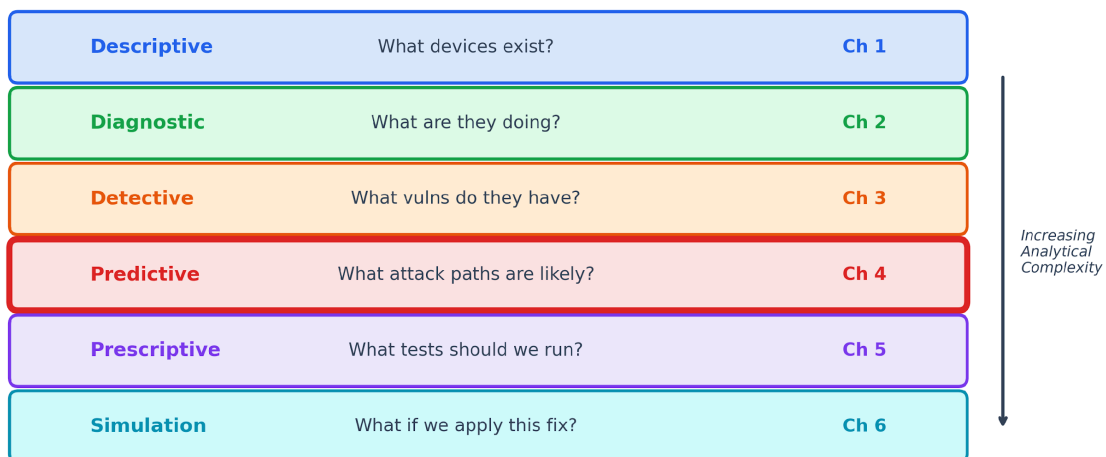 Descriptive What devices exist? Ch 1
Diagnostic What are they doing? Ch 2
Detective What vulns do they have? Ch 3
Predictive What attack paths are likely? Ch 4
Prescriptive What tests should we run? Ch 5
Simulation What if we apply this fix? Ch 6
Increasing
Analytical
Complexity